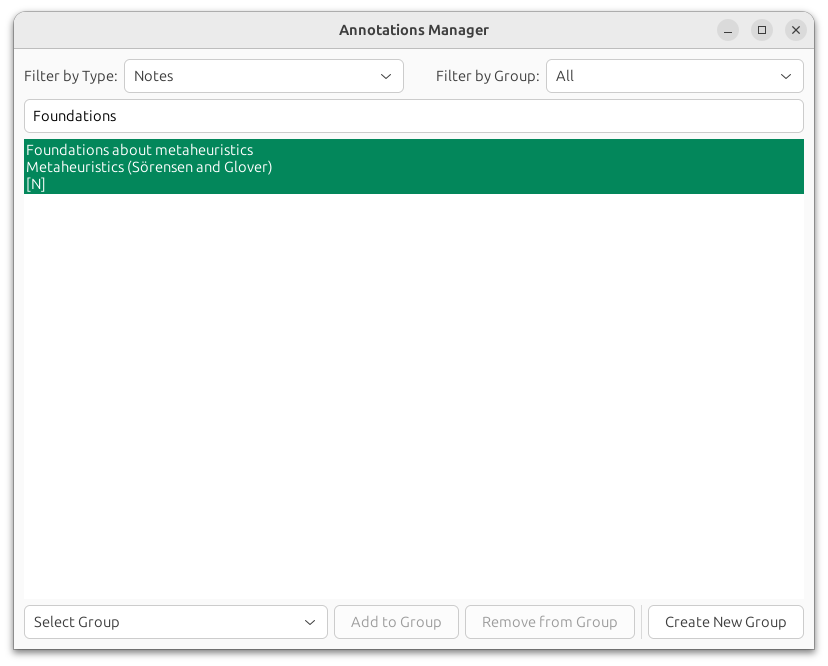 Annotations Manager
Filter by Type: Notes Filter by Group: All
Foundations
Foundations about metaheuristics
Metaheuristics (Sörensen and Glover)
[N]
Select Group Add to Group Remove from Group Create New Group